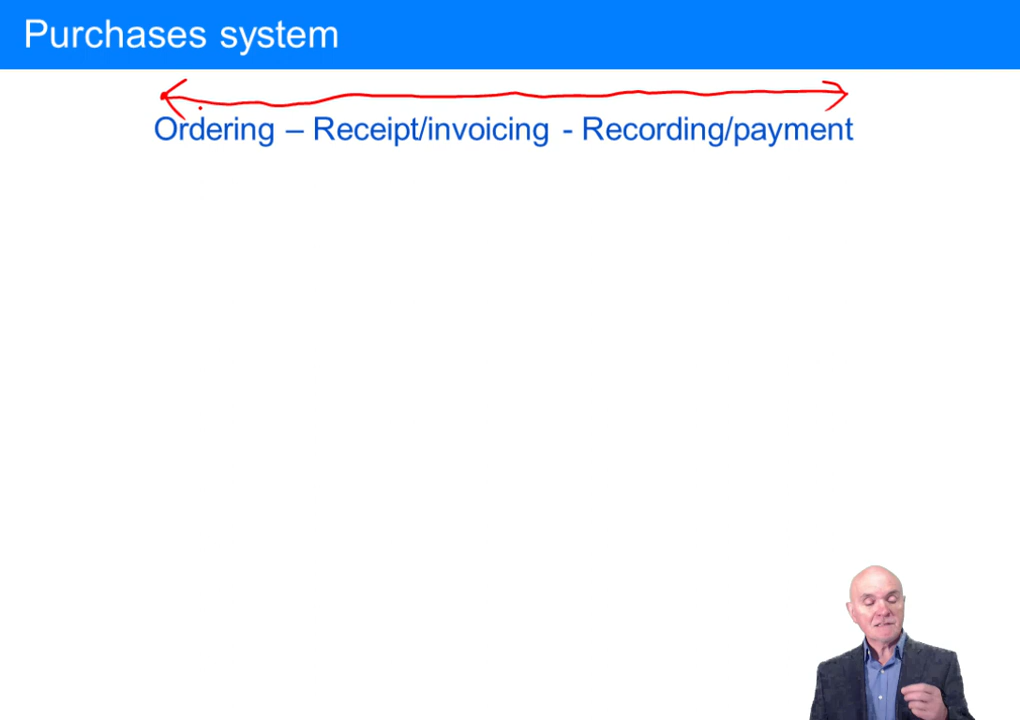 Purchases system
Ordering – Receipt/invoicing - Recording/payment